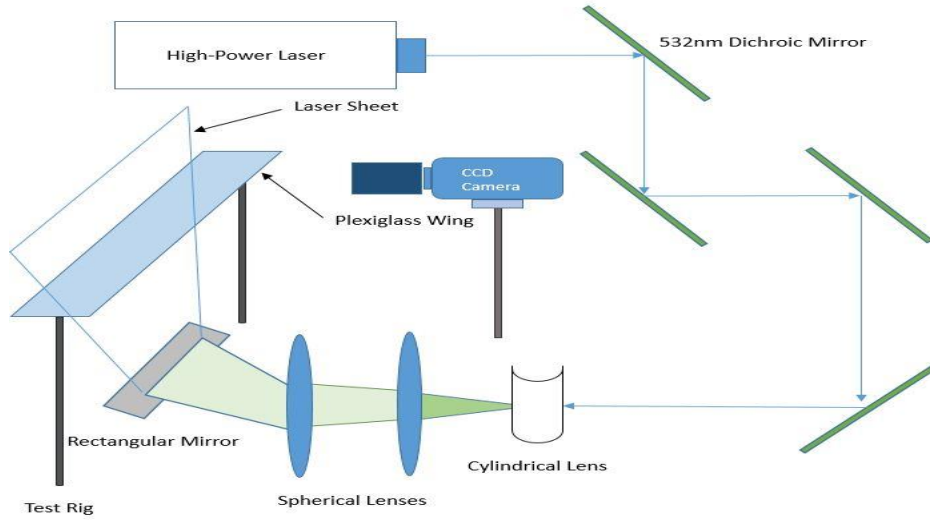 High-Power Laser
532nm Dichroic Mirror
Laser Sheet
CCD
Camera
Plexiglass Wing
Rectangular Mirror
Cylindrical Lens
Spherical Lenses
Test Rig